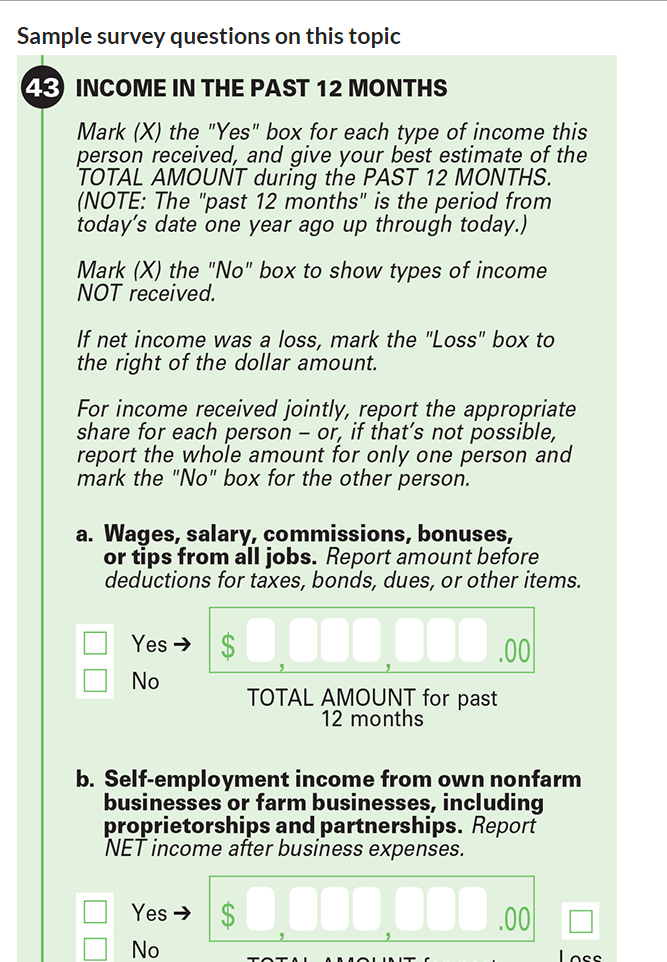 Sample survey questions on this topic
43 INCOME IN THE PAST 12 MONTHS
Mark (X) the "Yes" box for each type of income this
person received, and give your best estimate of the
TOTAL AMOUNT during the PAST 12 MONTHS.
(NOTE: The "past 12 months" is the period from
today's date one year ago up through today.)
Mark (X) the "No" box to show types of income
NOT received.
If net income was a loss, mark the "Loss" box to
the right of the dollar amount.
For income received jointly, report the appropriate
share for each person – or, if that's not possible,
report the whole amount for only one person and
mark the "No" box for the other person.
a. Wages, salary, commissions, bonuses,
or tips from all jobs. Report amount before
deductions for taxes, bonds, dues, or other items.
Yes → $ , , .00
No
TOTAL AMOUNT for past
12 months
b. Self-employment income from own nonfarm
businesses or farm businesses, including
proprietorships and partnerships. Report
NET income after business expenses.
Yes → $ , , .00
No
TOTAL AMOUNT for past
Loss